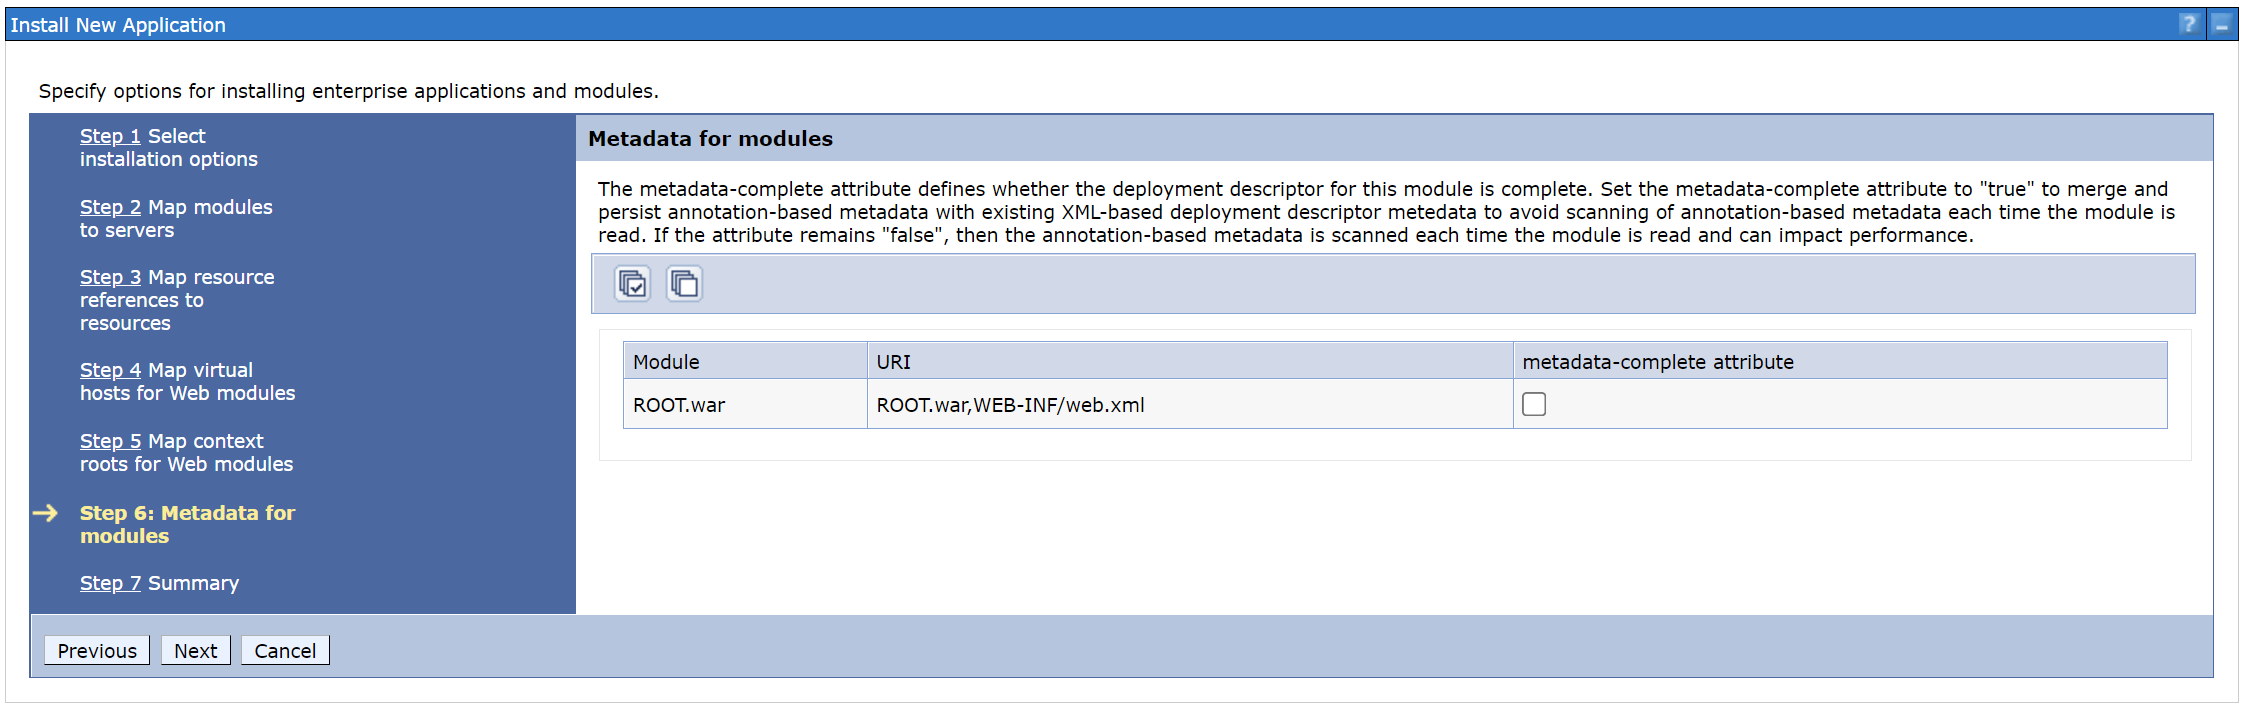 Install New Application
?
Specify options for installing enterprise applications and modules.
Step 1 Select
installation options
Step 2 Map modules
to servers
Step 3 Map resource
references to
resources
Step 4 Map virtual
hosts for Web modules
Step 5 Map context
roots for Web modules
Step 6: Metadata for
modules
Step 7 Summary
Metadata for modules
The metadata-complete attribute defines whether the deployment descriptor for this module is complete. Set the metadata-complete attribute to "true" to merge and
persist annotation-based metadata with existing XML-based deployment descriptor metedata to avoid scanning of annotation-based metadata each time the module is
read. If the attribute remains "false", then the annotation-based metadata is scanned each time the module is read and can impact performance.
Module URI metadata-complete attribute
ROOT.war ROOT.war,WEB-INF/web.xml
Previous Next Cancel